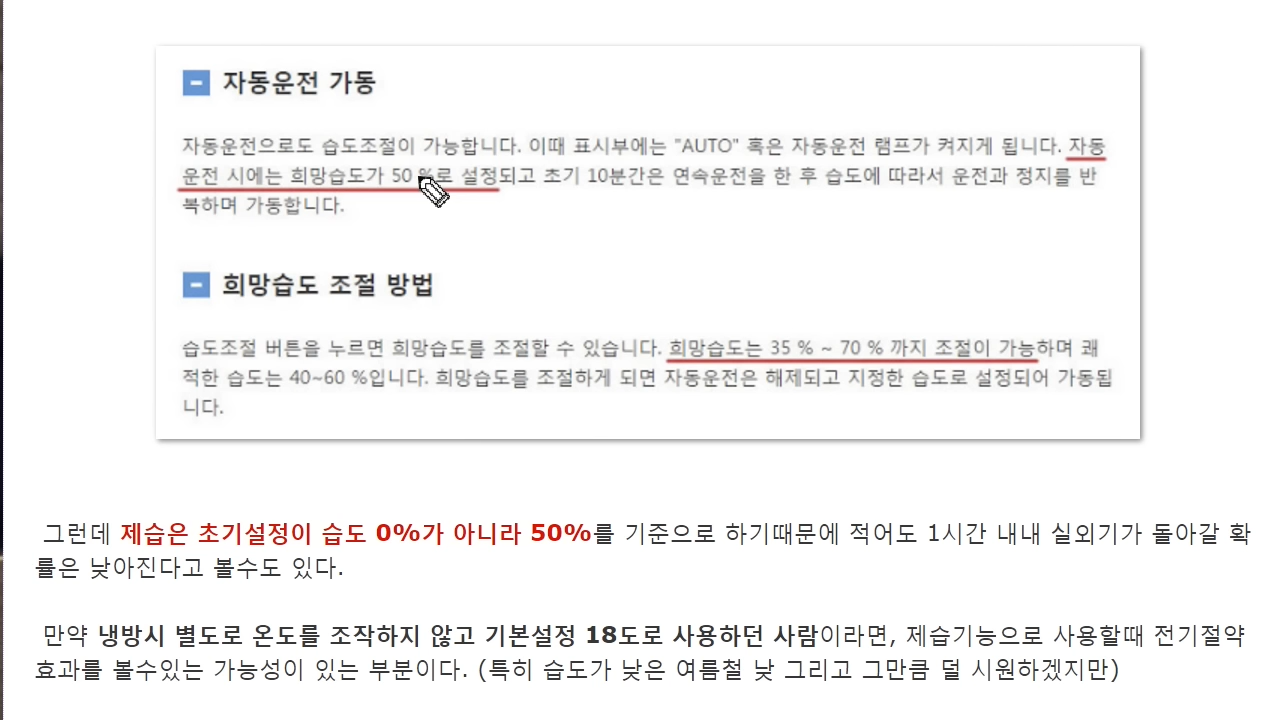 자동운전 가동
자동운전으로도 습도조절이 가능합니다. 이때 표시부에는 "AUTO" 혹은 자동운전 램프가 켜지게 됩니다. 자동
운전 시에는 희망습도가 50 %로 설정되고 초기 10분간은 연속운전을 한 후 습도에 따라서 운전과 정지를 반
복하며 가동합니다.
희망습도 조절 방법
습도조절 버튼을 누르면 희망습도를 조절할 수 있습니다. 희망습도는 35 % ~ 70 % 까지 조절이 가능하며 쾌
적한 습도는 40~60 %입니다. 희망습도를 조절하게 되면 자동운전은 해제되고 지정한 습도로 설정되어 가동됩
니다.
그런데 제습은 초기설정이 습도 0%가 아니라 50%를 기준으로 하기때문에 적어도 1시간 내내 실외기가 돌아갈 확
률은 낮아진다고 볼수도 있다.
만약 냉방시 별도로 온도를 조작하지 않고 기본설정 18도로 사용하던 사람이라면, 제습기능으로 사용할때 전기절약
효과를 볼수있는 가능성이 있는 부분이다. (특히 습도가 낮은 여름철 낮 그리고 그만큼 덜 시원하겠지만)